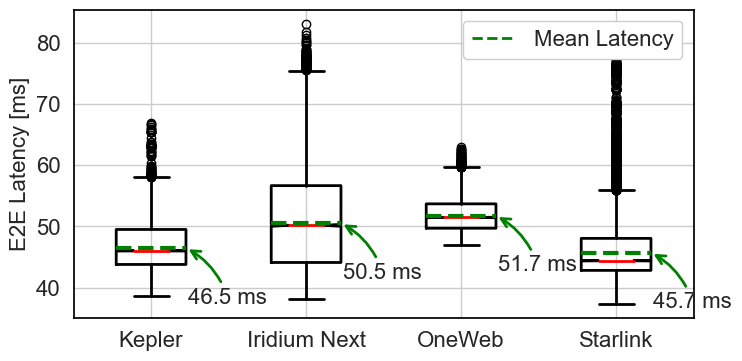 E2E Latency [ms]
80
70
60
50
40
Mean Latency
46.5 ms
50.5 ms
51.7 ms
45.7 ms
Kepler
Iridium Next
OneWeb
Starlink